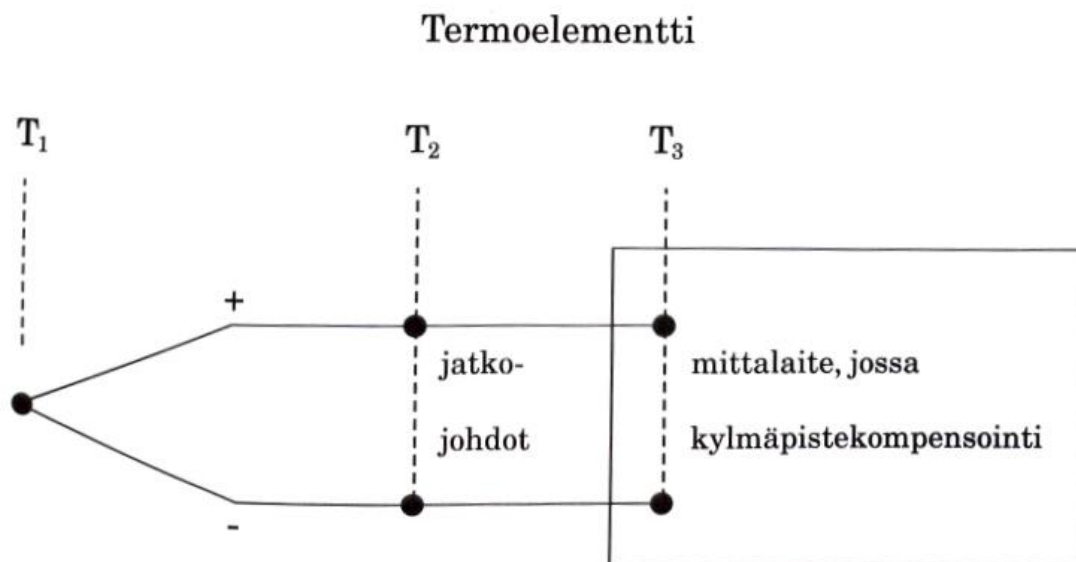 Termoelementti
T₁ T₂ T₃
+
jatko- mittalaite, jossa
johdot kylmäpistekompensointi
-